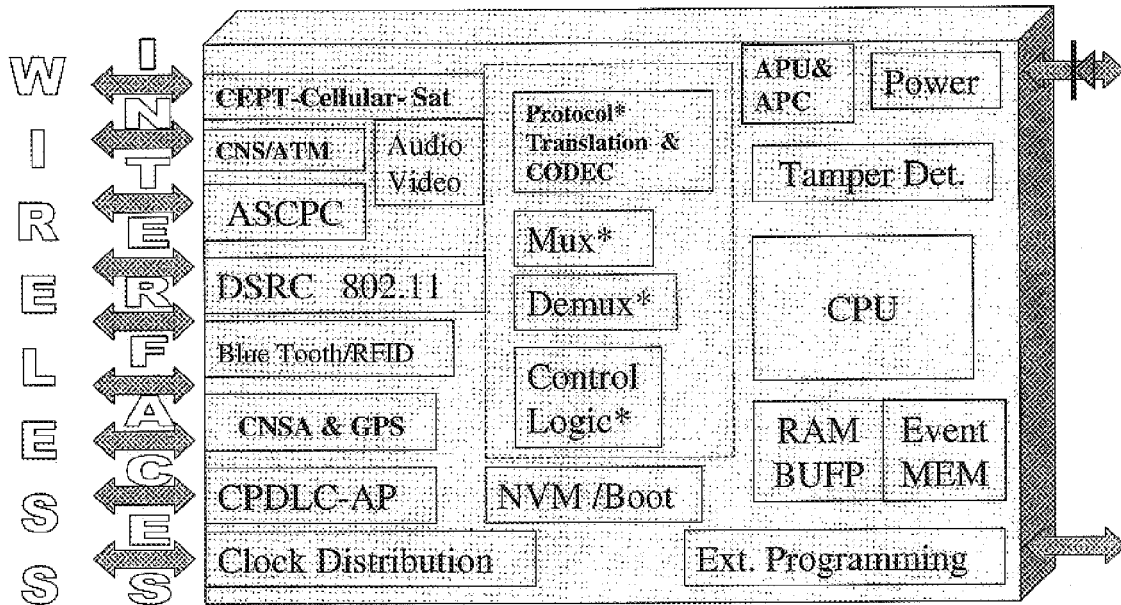 WIRELESS
INTERFACES
CEPT-Cellular-Sat
CNS/ATM
Audio
Video
ASCPC
DSRC 802.11
Blue Tooth/RFID
CNSA & GPS
CPDLC-AP
Clock Distribution
Protocol*
Translation &
CODEC
Mux*
Demux*
Control
Logic*
NVM /Boot
APU&
APC
Power
Tamper Det.
CPU
RAM
BUFP
Event
MEM
Ext. Programming